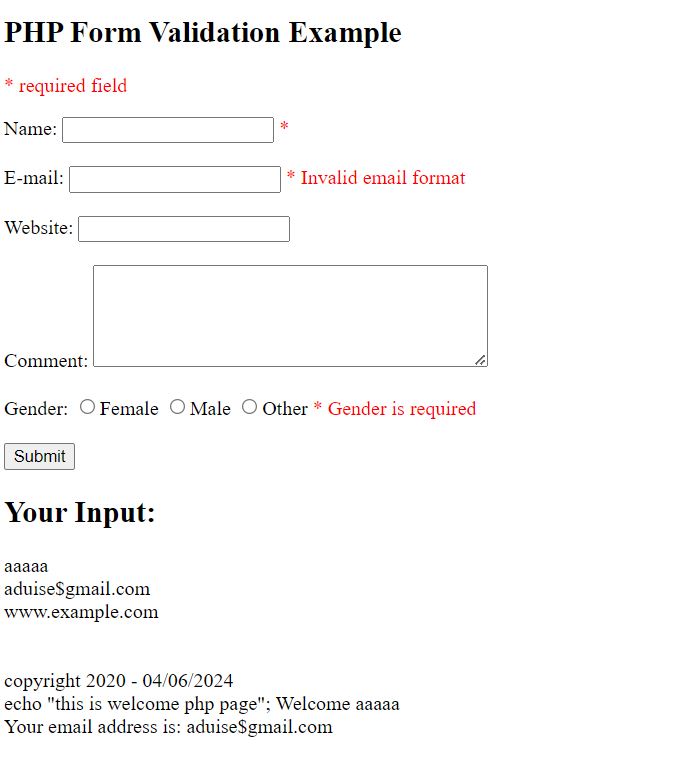 PHP Form Validation Example
* required field
Name: *
E-mail: * Invalid email format
Website:
Comment:
Gender: Female Male Other * Gender is required
Submit
Your Input:
aaaaa
aduise$gmail.com
www.example.com
copyright 2020 - 04/06/2024
echo "this is welcome php page"; Welcome aaaaa
Your email address is: aduise$gmail.com